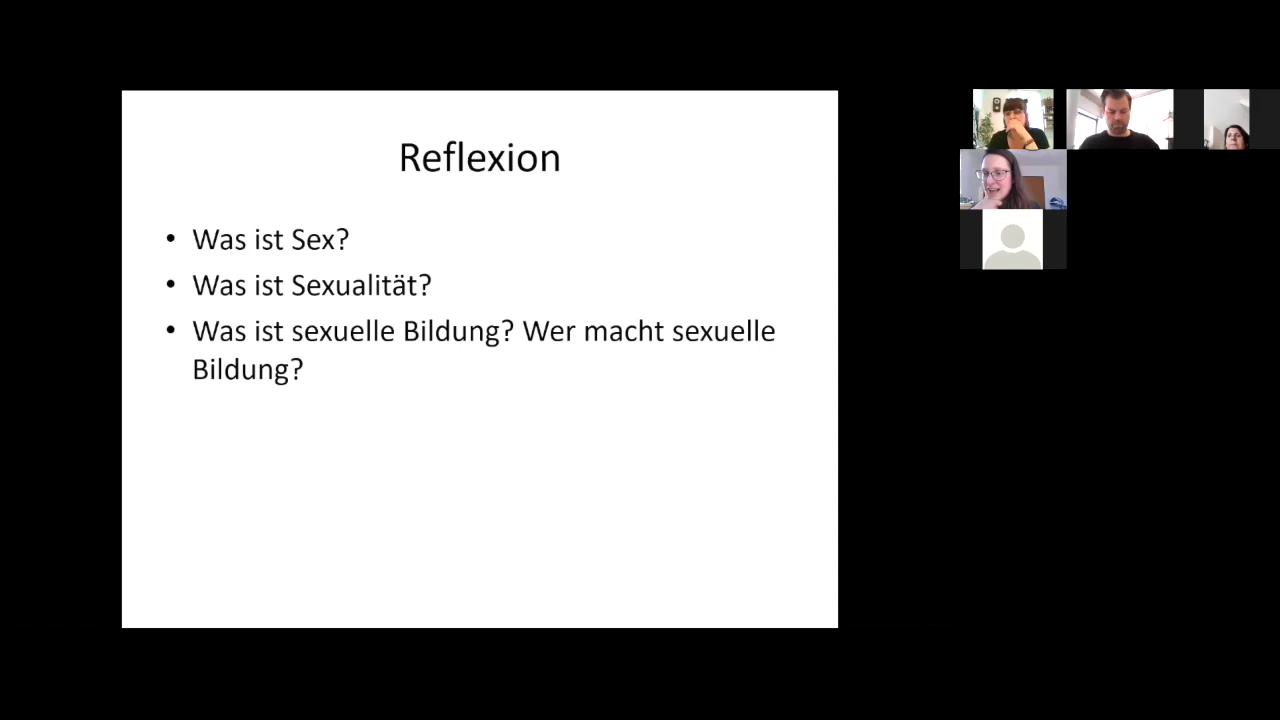 Reflexion
• Was ist Sex?
• Was ist Sexualität?
• Was ist sexuelle Bildung? Wer macht sexuelle
Bildung?